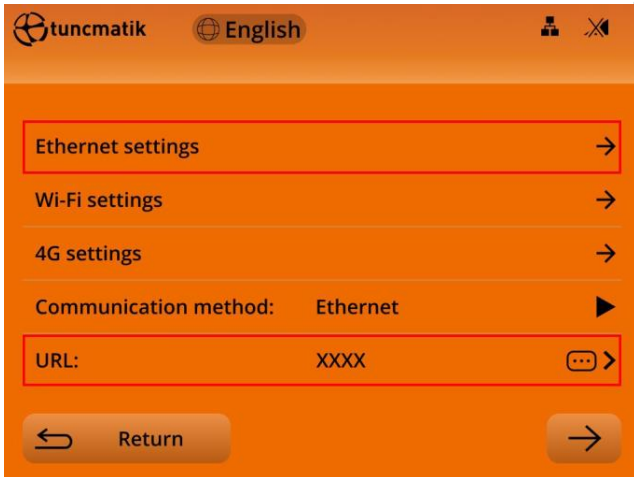 tuncmatik English
Ethernet settings
Wi-Fi settings
4G settings
Communication method: Ethernet
URL: XXXX
Return